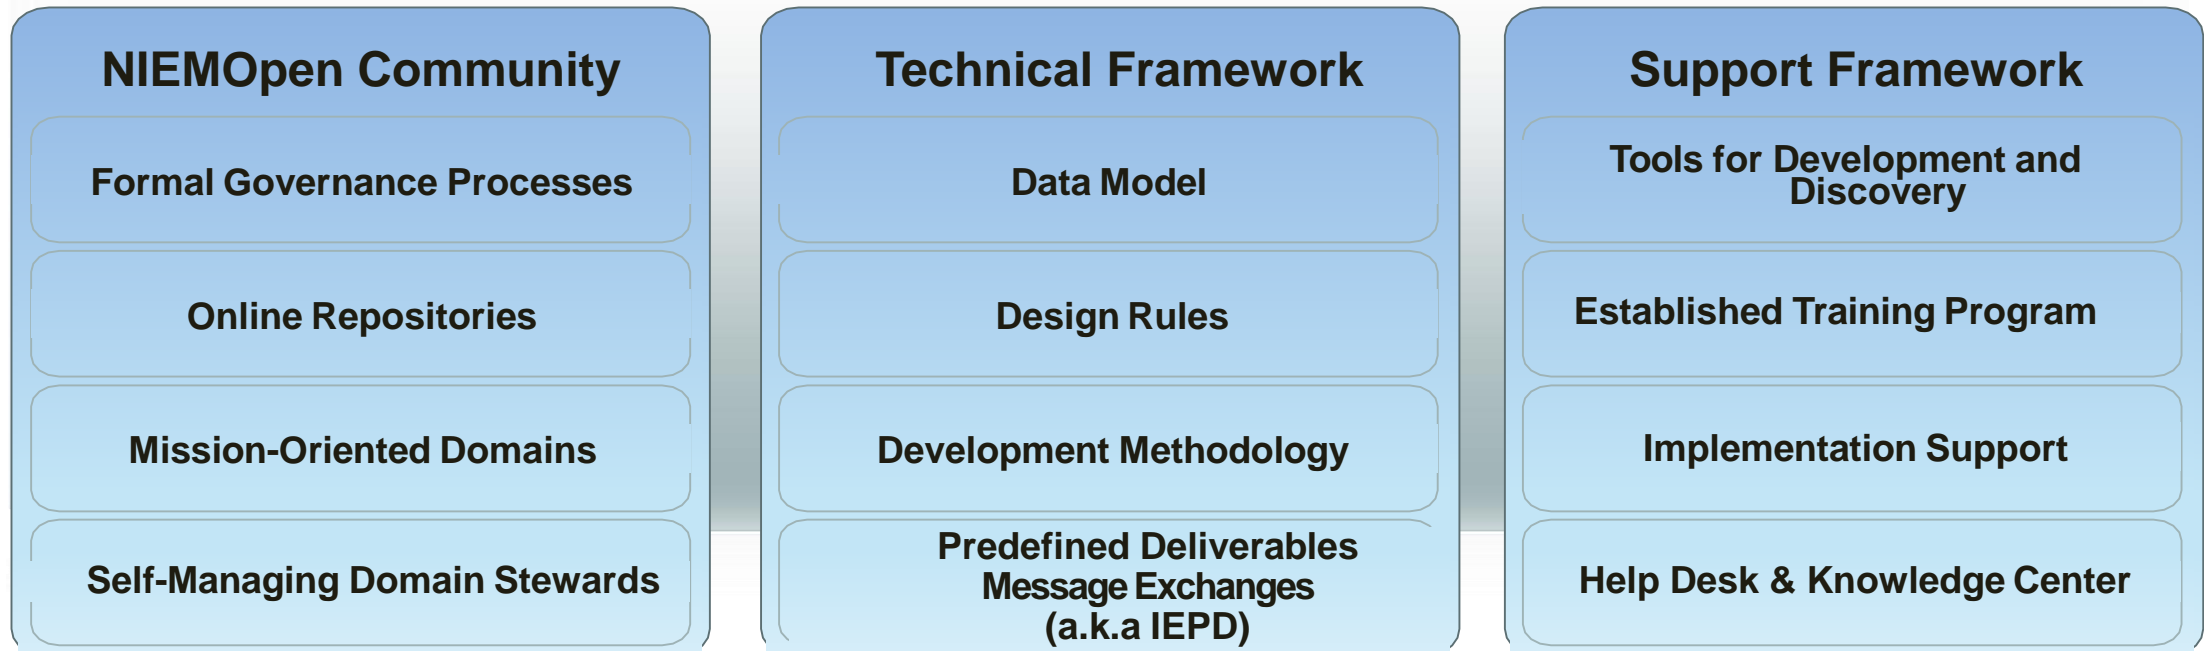 NIEMOpen Community
Formal Governance Processes
Online Repositories
Mission-Oriented Domains
Self-Managing Domain Stewards
Technical Framework
Data Model
Design Rules
Development Methodology
Predefined Deliverables
Message Exchanges
(a.k.a IEPD)
Support Framework
Tools for Development and
Discovery
Established Training Program
Implementation Support
Help Desk & Knowledge Center